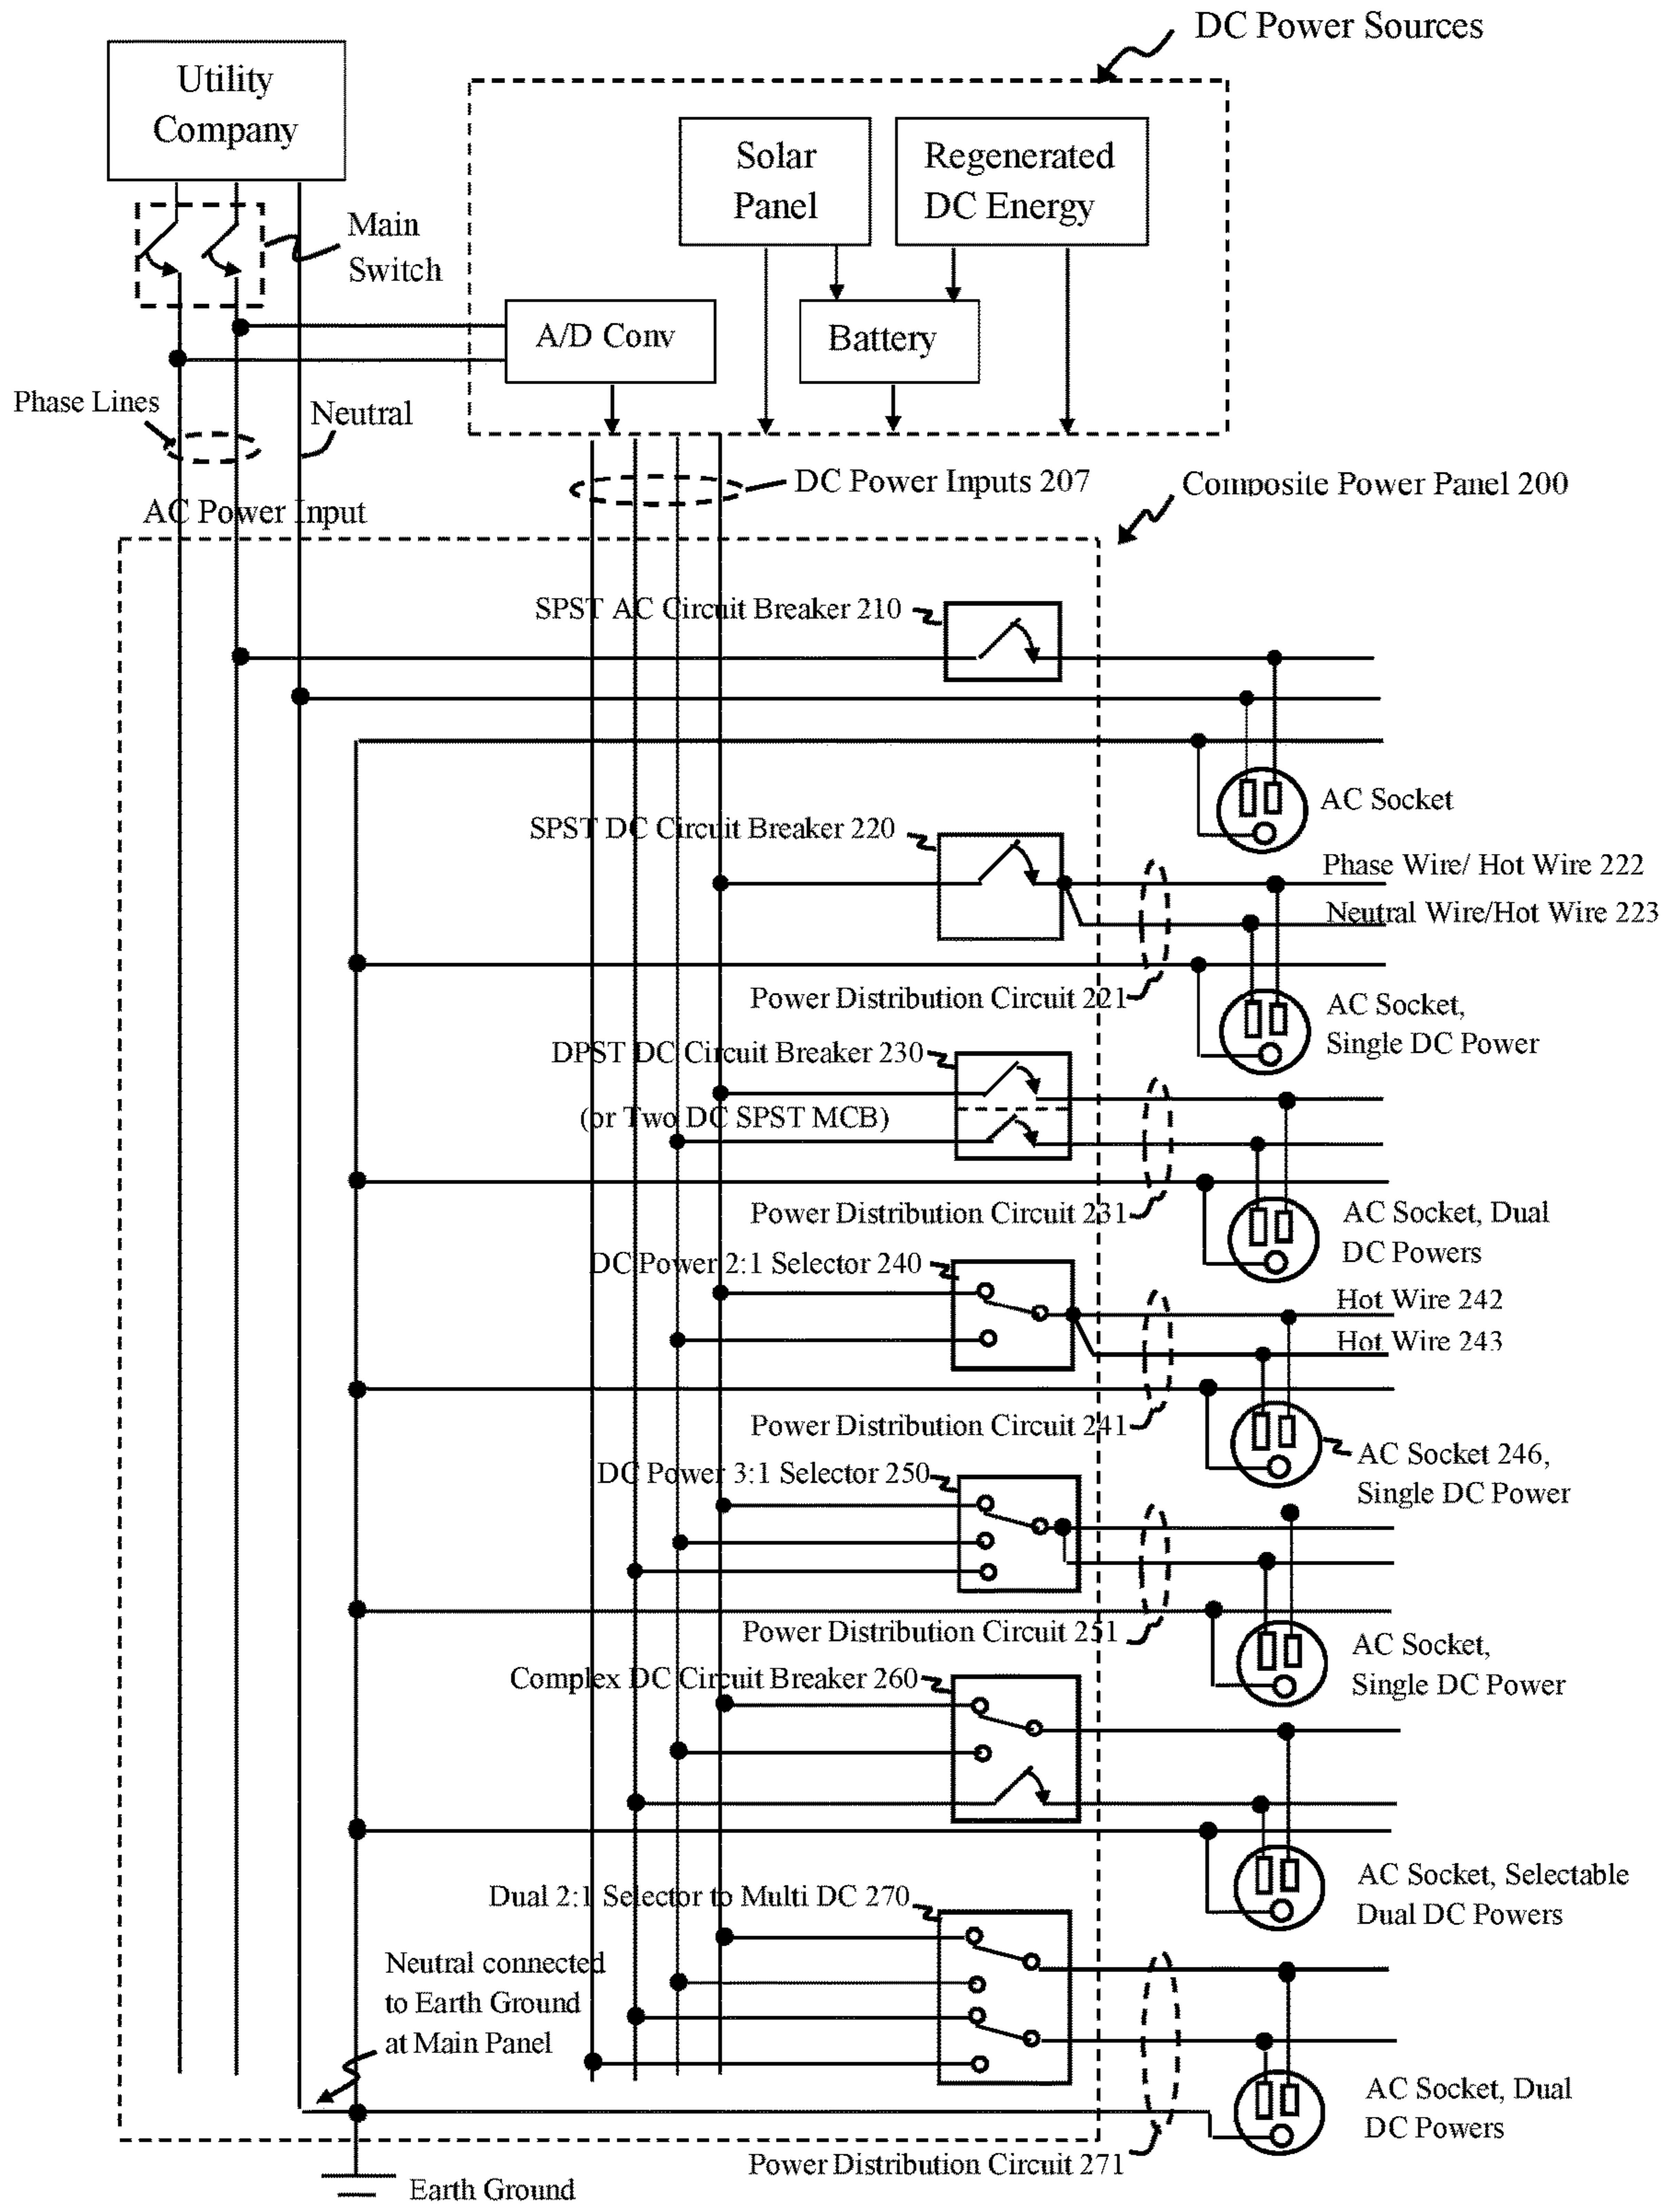 DC Power Sources
Utility
Company
Solar
Panel
Regenerated
DC Energy
Main
Switch
A/D Conv
Battery
Phase Lines
Neutral
DC Power Inputs 207
Composite Power Panel 200
AC Power Input
SPST AC Circuit Breaker 210
AC Socket
SPST DC Circuit Breaker 220
Phase Wire/ Hot Wire 222
Neutral Wire/Hot Wire 223
Power Distribution Circuit 221
AC Socket,
Single DC Power
DPST DC Circuit Breaker 230
(or Two DC SPST MCB)
Power Distribution Circuit 231
AC Socket, Dual
DC Powers
DC Power 2:1 Selector 240
Hot Wire 242
Hot Wire 243
Power Distribution Circuit 241
AC Socket 246,
Single DC Power
DC Power 3:1 Selector 250
Power Distribution Circuit 251
AC Socket,
Single DC Power
Complex DC Circuit Breaker 260
AC Socket, Selectable
Dual DC Powers
Dual 2:1 Selector to Multi DC 270
Neutral connected
to Earth Ground
at Main Panel
AC Socket, Dual
DC Powers
Power Distribution Circuit 271
Earth Ground